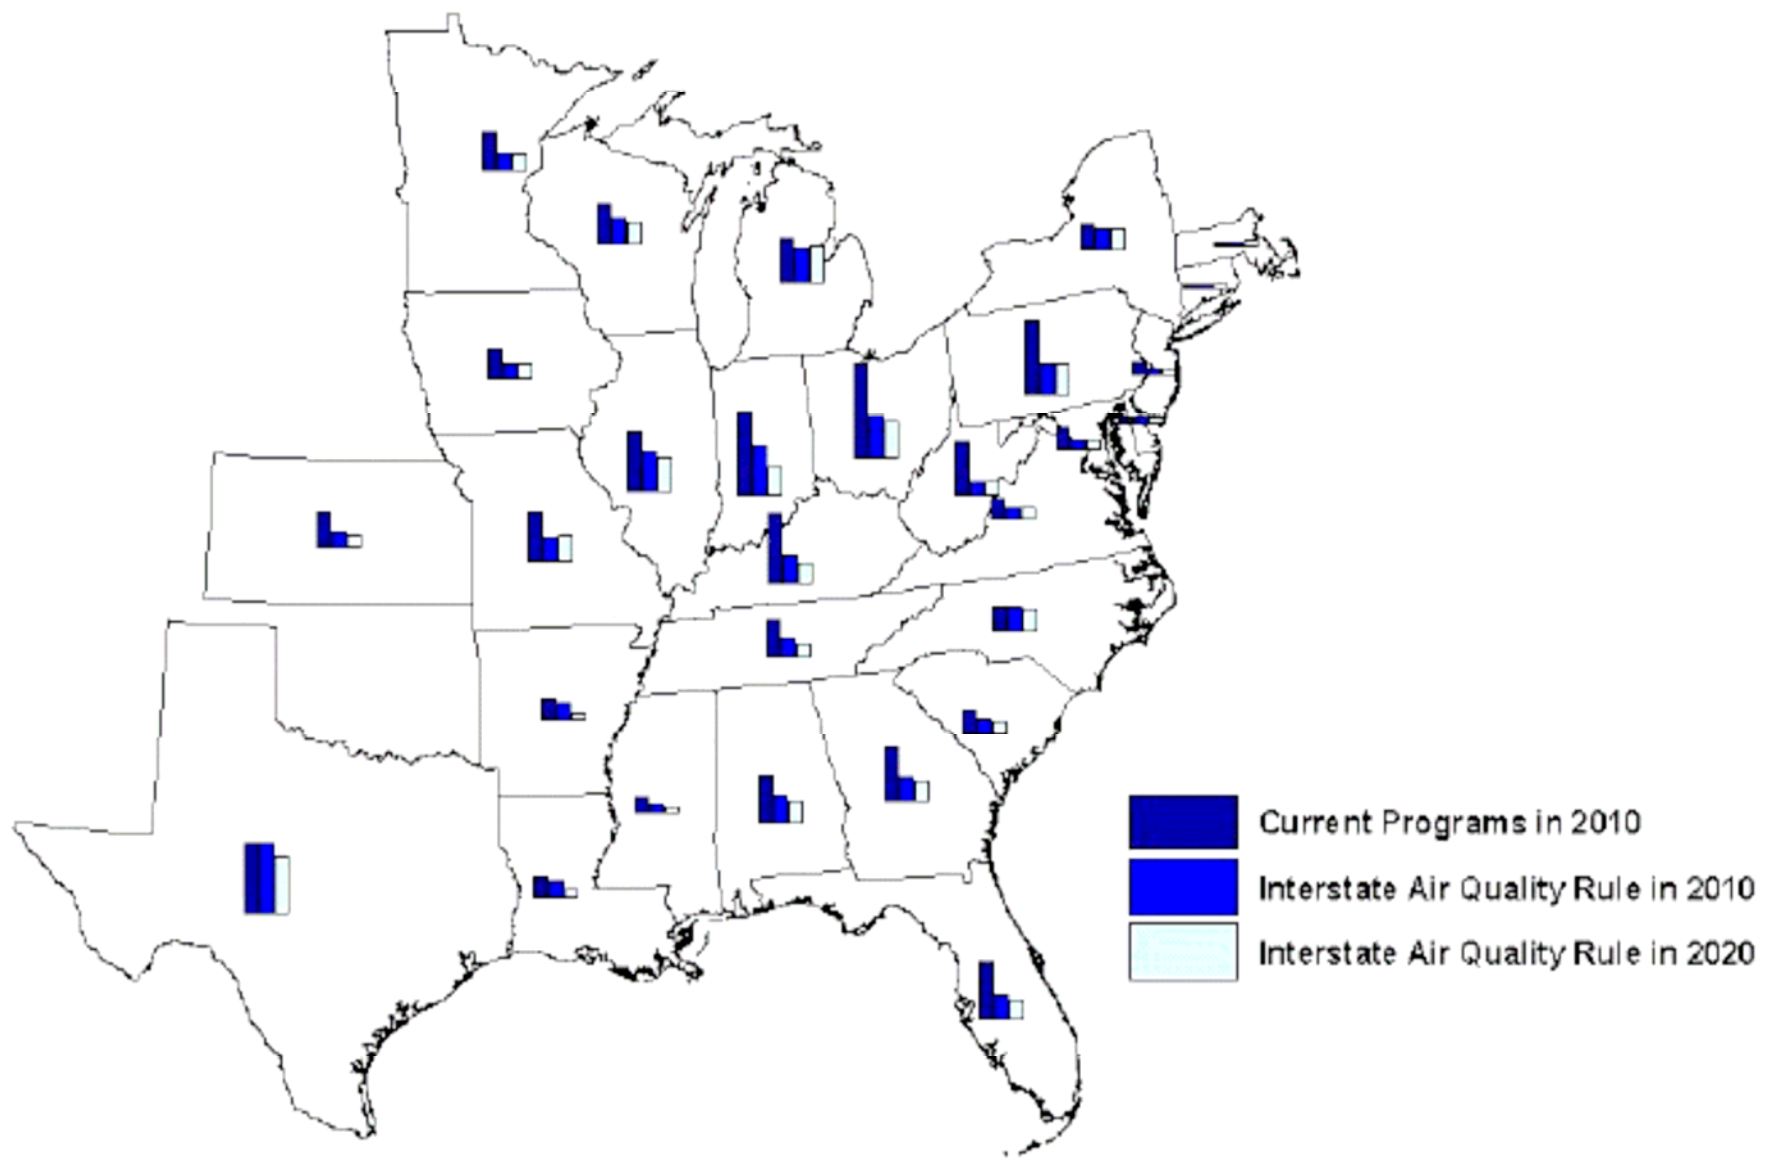 Current Programs in 2010
Interstate Air Quality Rule in 2010
Interstate Air Quality Rule in 2020